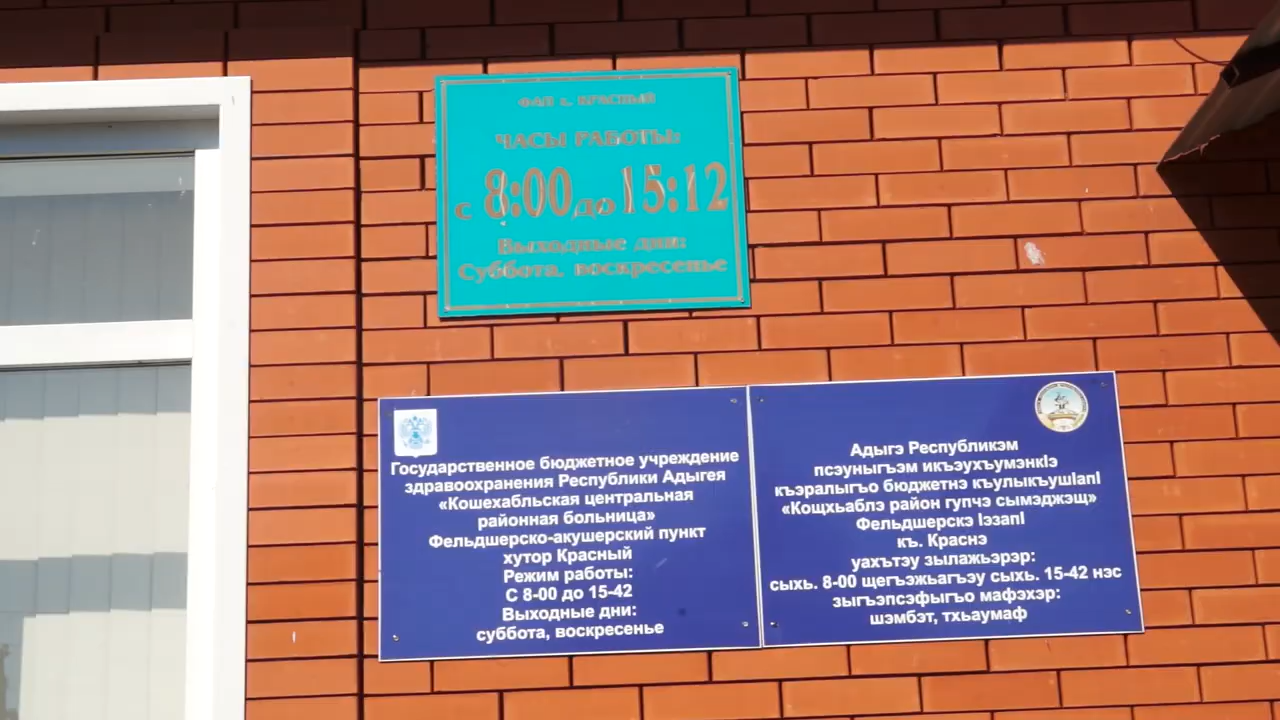 ФАП х. КРАСНЫЙ
ЧАСЫ РАБОТЫ:
с 8:00 до 15:12
Выходные дни:
Суббота, воскресенье
Государственное бюджетное учреждение
здравоохранения Республики Адыгея
«Кошехабльская центральная
районная больница»
Фельдшерско-акушерский пункт
хутор Красный
Режим работы:
С 8-00 до 15-42
Выходные дни:
суббота, воскресенье
Адыгэ Республикэм
псэуныгъэм икъэухъумэнкIэ
къэралыгъо бюджетнэ къулыкъушIапI
«Кощхьаблэ район гупчэ сымэджэщ»
Фельдшерскэ IэзапI
къ. Краснэ
уахътэу зылажьэрэр:
сыхь. 8-00 щегъэжьагъэу сыхь. 15-42 нэс
зыгъэпсэфыгъо мафэхэр:
шэмбэт, тхьаумаф